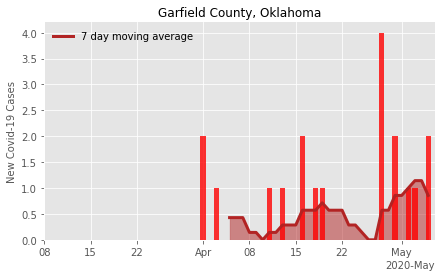 Garfield County, Oklahoma
7 day moving average
New Covid-19 Cases
4.0
3.5
3.0
2.5
2.0
1.5
1.0
0.5
0.0
08 15 22 Apr 08 15 22 May
2020-May